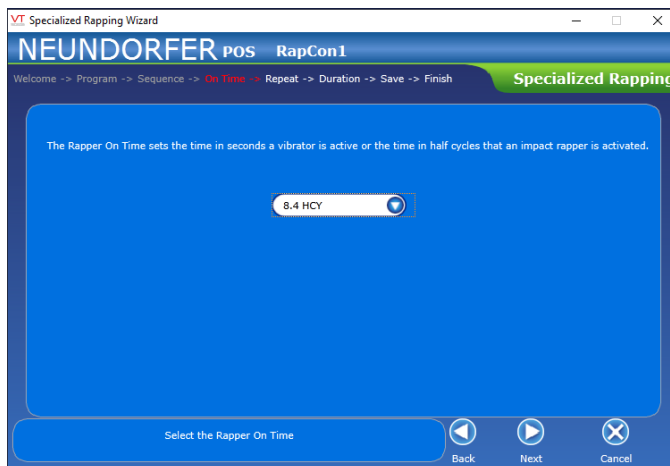 VT Specialized Rapping Wizard
NEUNDORFER POS RapCon1
Welcome -> Program -> Sequence -> On Time -> Repeat -> Duration -> Save -> Finish
Specialized Rapping
The Rapper On Time sets the time in seconds a vibrator is active or the time in half cycles that an impact rapper is activated.
8.4 HCY
Select the Rapper On Time
Back Next Cancel